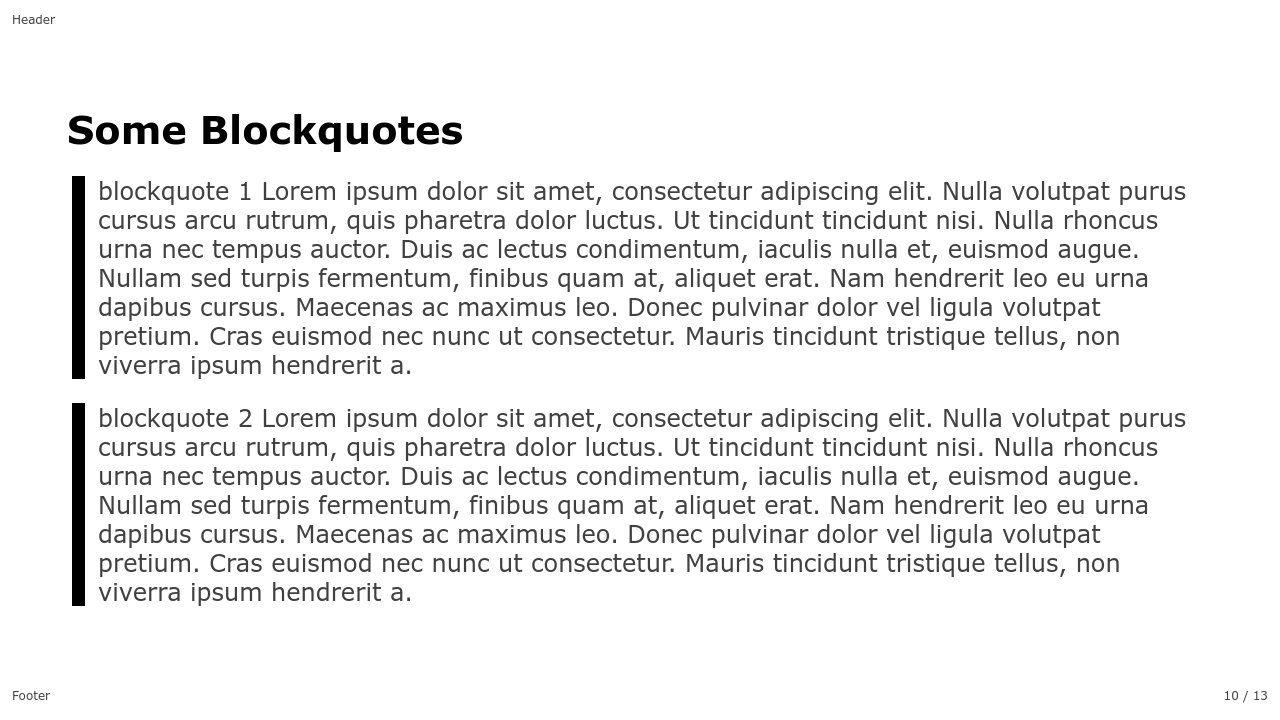 Header
Some Blockquotes
blockquote 1 Lorem ipsum dolor sit amet, consectetur adipiscing elit. Nulla volutpat purus
cursus arcu rutrum, quis pharetra dolor luctus. Ut tincidunt tincidunt nisi. Nulla rhoncus
urna nec tempus auctor. Duis ac lectus condimentum, iaculis nulla et, euismod augue.
Nullam sed turpis fermentum, finibus quam at, aliquet erat. Nam hendrerit leo eu urna
dapibus cursus. Maecenas ac maximus leo. Donec pulvinar dolor vel ligula volutpat
pretium. Cras euismod nec nunc ut consectetur. Mauris tincidunt tristique tellus, non
viverra ipsum hendrerit a.
blockquote 2 Lorem ipsum dolor sit amet, consectetur adipiscing elit. Nulla volutpat purus
cursus arcu rutrum, quis pharetra dolor luctus. Ut tincidunt tincidunt nisi. Nulla rhoncus
urna nec tempus auctor. Duis ac lectus condimentum, iaculis nulla et, euismod augue.
Nullam sed turpis fermentum, finibus quam at, aliquet erat. Nam hendrerit leo eu urna
dapibus cursus. Maecenas ac maximus leo. Donec pulvinar dolor vel ligula volutpat
pretium. Cras euismod nec nunc ut consectetur. Mauris tincidunt tristique tellus, non
viverra ipsum hendrerit a.
Footer
10 / 13